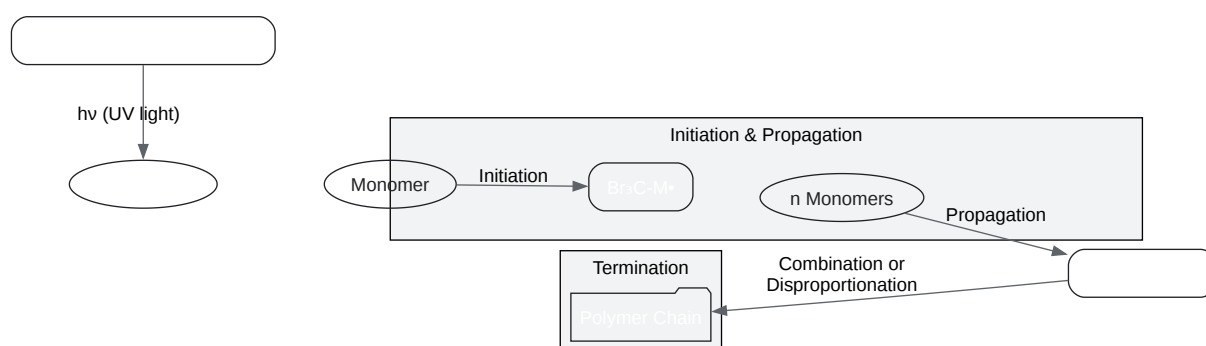 hν (UV light)
Initiation & Propagation
Monomer
Initiation
Br₃C-M•
n Monomers
Propagation
Termination
Combination or
Disproportionation
Polymer Chain